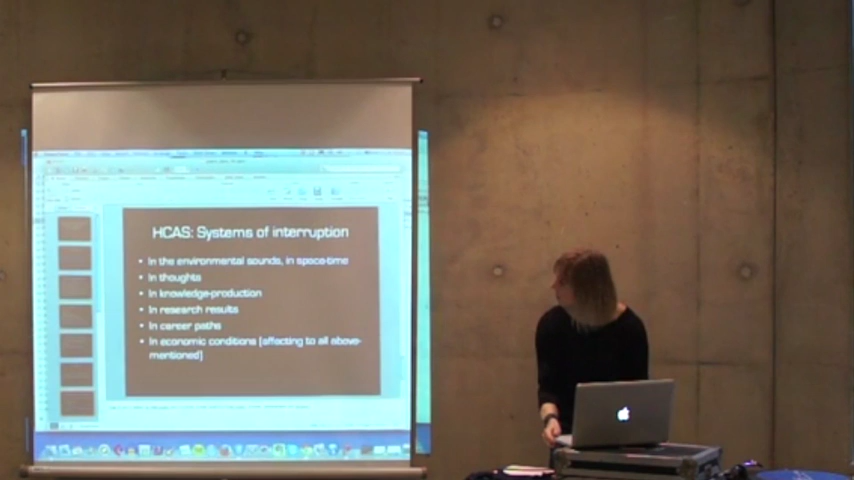 HCAS: Systems of interruption
• In the environmental sounds, in space-time
• In thoughts
• In knowledge-production
• In research results
• In career paths
• In economic conditions (affecting to all above-
mentioned)